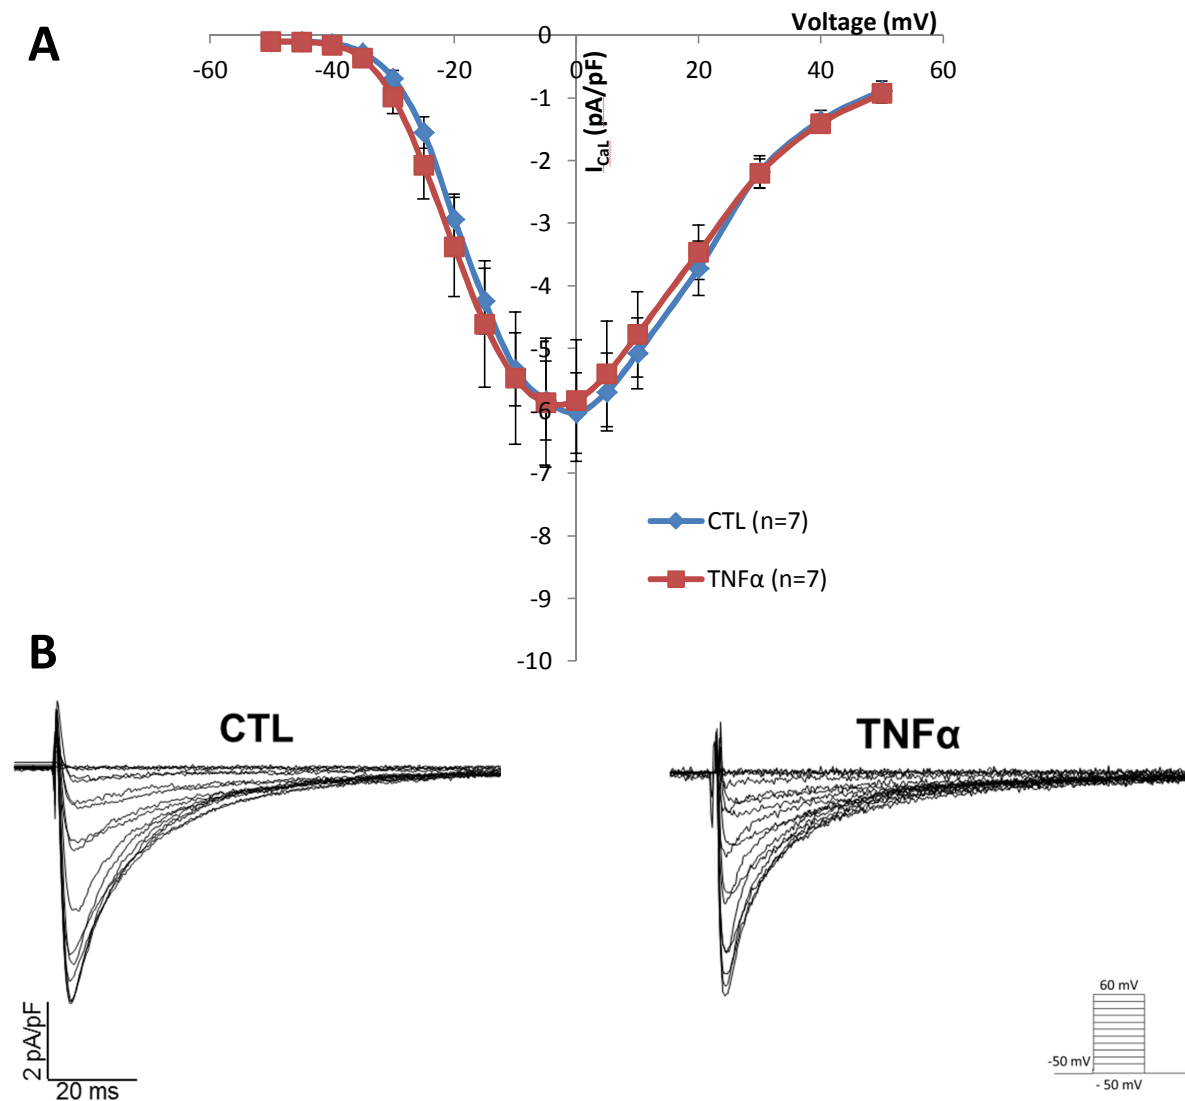 A
Voltage (mV)
0
-60
-40
-20
0
20
40
60
I_CaL (pA/pF)
-1
-2
-3
-4
-5
-6
-7
-8
-9
-10
CTL (n=7)
TNFα (n=7)
B
CTL
TNFα
2 pA/pF
20 ms
60 mV
-50 mV
- 50 mV